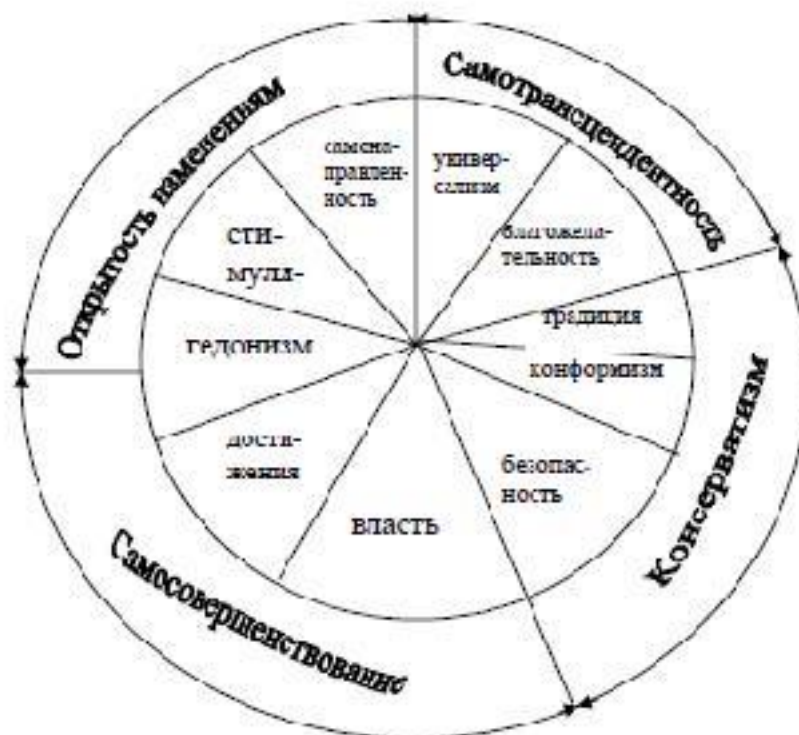 Самотрансцендентность
Открытость изменениям
самона-
правлен-
ность
универ-
сализм
сти-
муля-
благожела-
тельность
гедонизм
традиция
конформизм
дости-
жения
безопас-
ность
власть
Консерватизм
Самосовершенствование